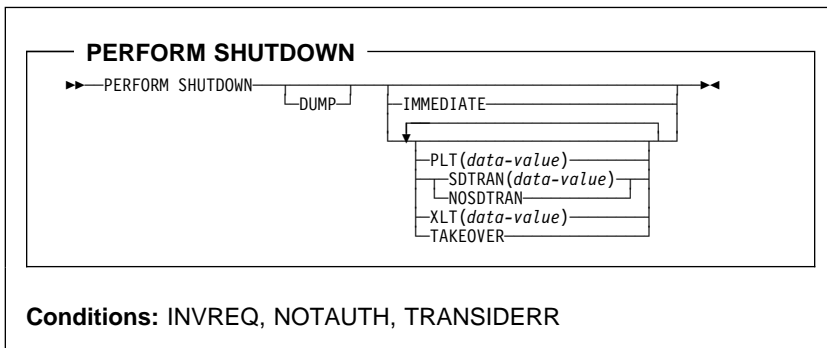 PERFORM SHUTDOWN
PERFORM SHUTDOWN
DUMP IMMEDIATE
PLT(data-value)
SDTRAN(data-value)
NOSDTRAN
XLT(data-value)
TAKEOVER
Conditions: INVREQ, NOTAUTH, TRANSIDERR